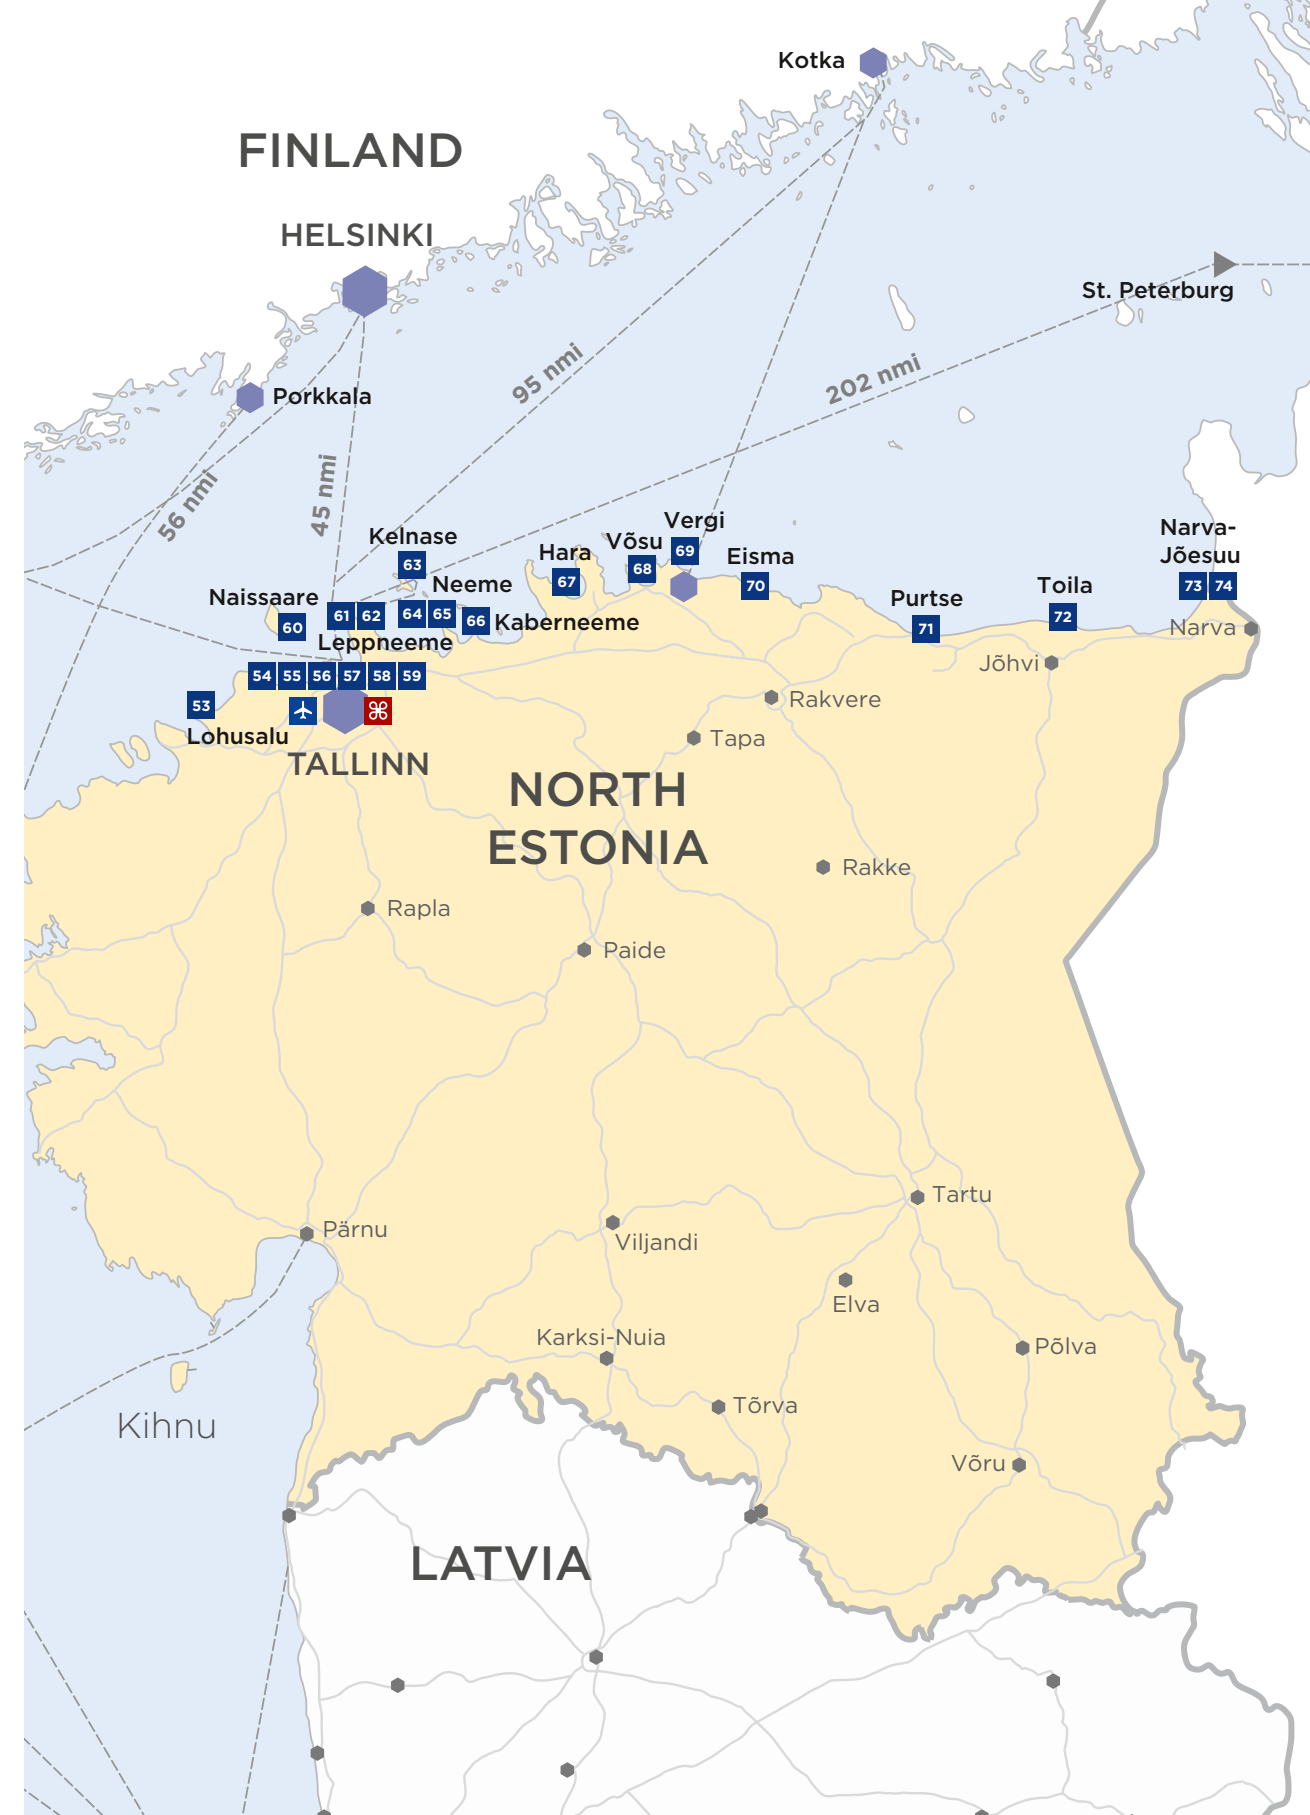 Kotka
FINLAND
HELSINKI
St. Peterburg
95 nmi
202 nmi
Porkkala
56 nmi
45 nmi
Kelnase
63
Vergi
69
Võsu
68
Hara
67
Eisma
70
Narva-
Jõesuu
73 74
Neeme
64 65
Toila
72
Naissaare
60
61 62
66 Kaberneeme
Purtse
71
Leppneeme
Narva
Jõhvi
54 55 56 57 58 59
53
Lohusalu
TALLINN
Rakvere
Tapa
NORTH
ESTONIA
Rakke
Rapla
Paide
Tartu
Pärnu
Viljandi
Elva
Karksi-Nuia
Põlva
Tõrva
Kihnu
Võru
LATVIA